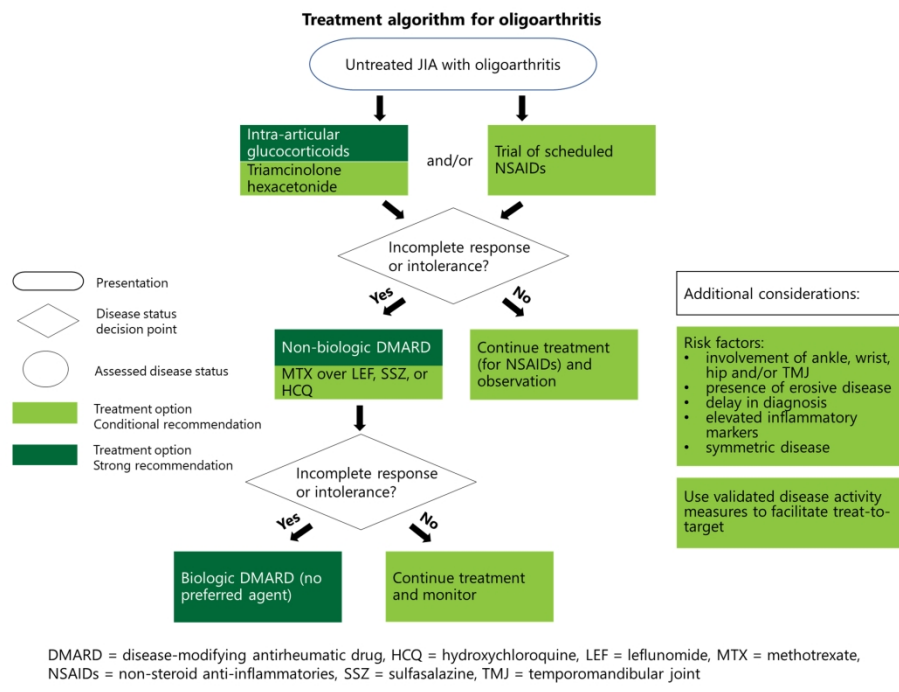 Treatment algorithm for oligoarthritis
Untreated JIA with oligoarthritis
Intra-articular
glucocorticoids
Triamcinolone
hexacetonide
and/or
Trial of scheduled
NSAIDs
Incomplete response
or intolerance?
Yes
No
Non-biologic DMARD
MTX over LEF, SSZ, or
HCQ
Continue treatment
(for NSAIDs) and
observation
Incomplete response
or intolerance?
Yes
No
Biologic DMARD (no
preferred agent)
Continue treatment
and monitor
Presentation
Disease status
decision point
Assessed disease status
Treatment option
Conditional recommendation
Treatment option
Strong recommendation
Additional considerations:
Risk factors:
• involvement of ankle, wrist,
hip and/or TMJ
• presence of erosive disease
• delay in diagnosis
• elevated inflammatory
markers
• symmetric disease
Use validated disease activity
measures to facilitate treat-to-
target
DMARD = disease-modifying antirheumatic drug, HCQ = hydroxychloroquine, LEF = leflunomide, MTX = methotrexate,
NSAIDs = non-steroid anti-inflammatories, SSZ = sulfasalazine, TMJ = temporomandibular joint